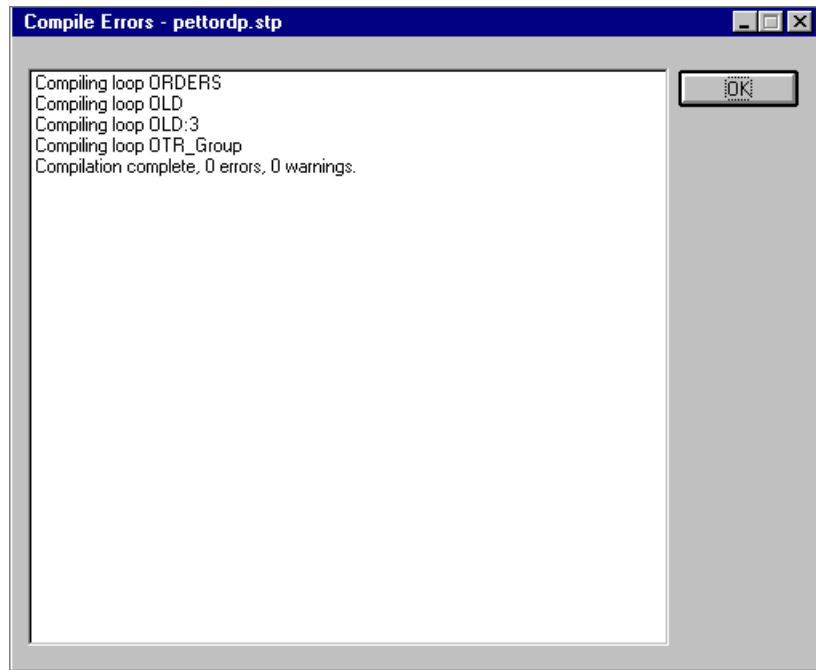 Compile Errors - pettordp.stp
OK
Compiling loop ORDERS
Compiling loop OLD
Compiling loop OLD:3
Compiling loop OTR_Group
Compilation complete, 0 errors, 0 warnings.